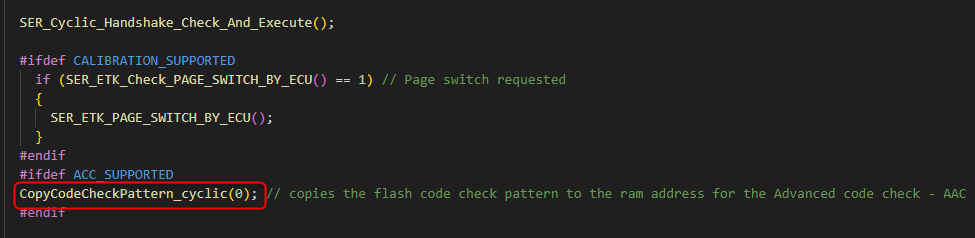 SER_Cyclic_Handshake_Check_And_Execute();
#ifdef CALIBRATION_SUPPORTED
if (SER_ETK_Check_PAGE_SWITCH_BY_ECU() == 1) // Page switch requested
{
SER_ETK_PAGE_SWITCH_BY_ECU();
}
#endif
#ifdef ACC_SUPPORTED
CopyCodeCheckPattern_cyclic(0); // copies the flash code check pattern to the ram address for the Advanced code check - AAC
#endif